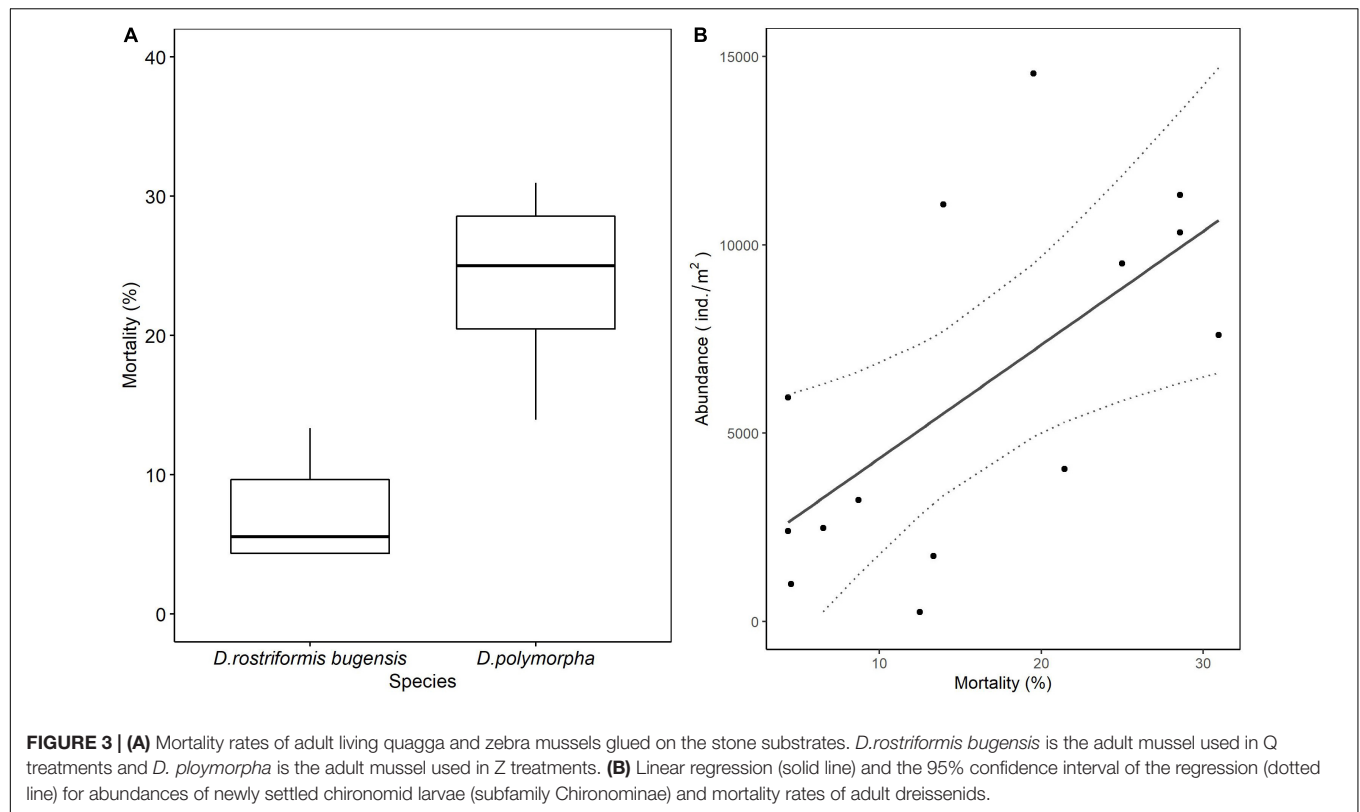 A
40
30
20
10
0
Mortality (%)
D.rostriformis bugensis
D.polymorpha
Species
B
15000
10000
5000
0
Abundance ( ind./m²)
10
20
30
Mortality (%)
FIGURE 3 | (A) Mortality rates of adult living quagga and zebra mussels glued on the stone substrates. D.rostriformis bugensis is the adult mussel used in Q
treatments and D. ploymorpha is the adult mussel used in Z treatments. (B) Linear regression (solid line) and the 95% confidence interval of the regression (dotted
line) for abundances of newly settled chironomid larvae (subfamily Chironominae) and mortality rates of adult dreissenids.